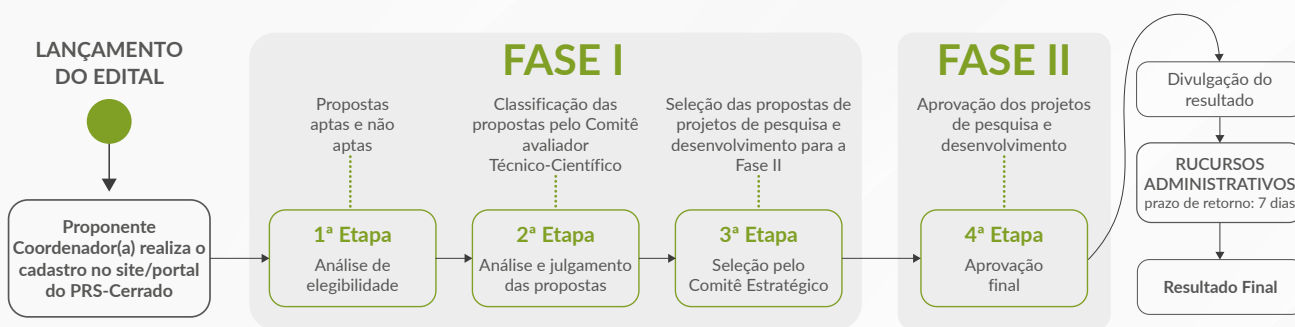 LANÇAMENTO
DO EDITAL
Proponente
Coordenador(a) realiza o
cadastro no site/portal
do PRS-Cerrado
FASE I
Propostas
aptas e não
aptas
1ª Etapa
Análise de
elegibilidade
Classificação das
propostas pelo Comitê
avaliador
Técnico-Científico
2ª Etapa
Análise e julgamento
das propostas
Seleção das propostas de
projetos de pesquisa e
desenvolvimento para a
Fase II
3ª Etapa
Seleção pelo
Comitê Estratégico
FASE II
Aprovação dos projetos
de pesquisa e
desenvolvimento
4ª Etapa
Aprovação
final
Divulgação do
resultado
RUCURSOS
ADMINISTRATIVOS
prazo de retorno: 7 dias
Resultado Final